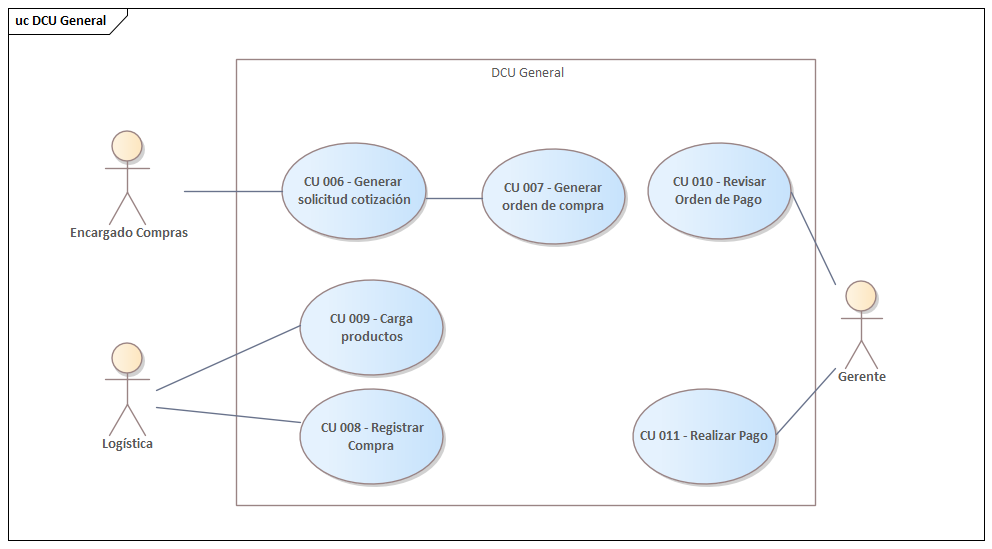 uc DCU General
DCU General
CU 006 - Generar
solicitud cotización
CU 007 - Generar
orden de compra
CU 010 - Revisar
Orden de Pago
Encargado Compras
CU 009 - Carga
productos
Gerente
Logística
CU 008 - Registrar
Compra
CU 011 - Realizar Pago